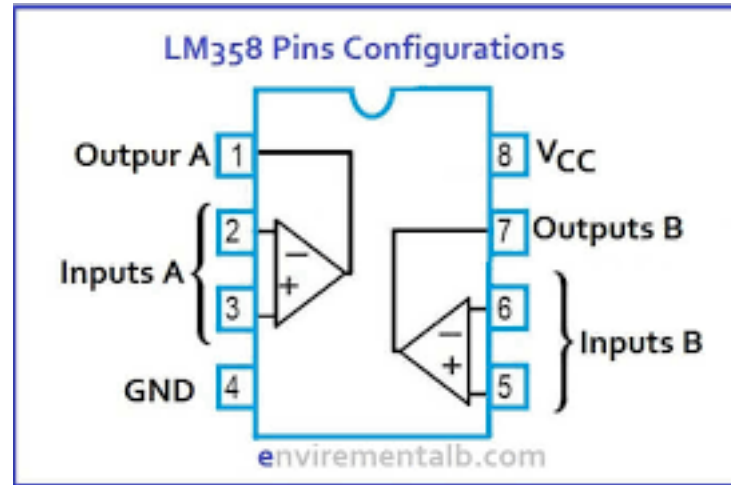 LM358 Pins Configurations
Outpur A 1
8 VCC
2
7 Outputs B
Inputs A
−
+
3
6
−
+
Inputs B
GND 4
5
envirementalb.com